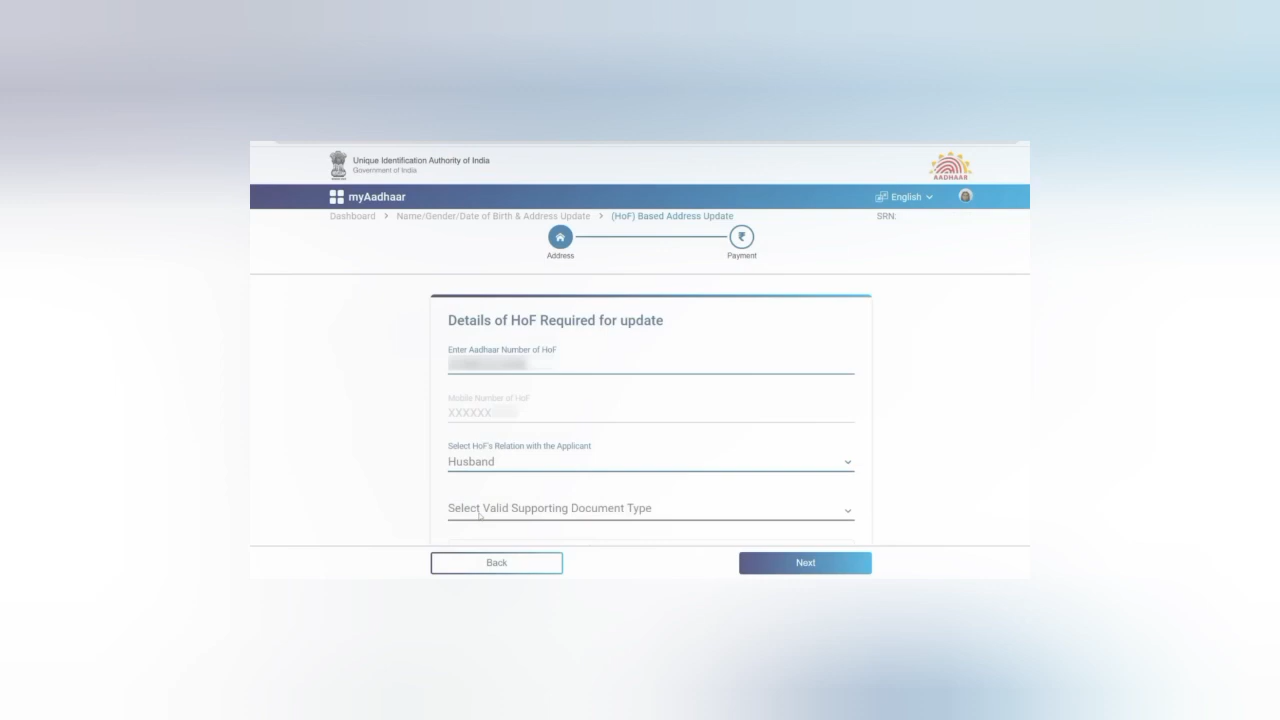 Unique Identification Authority of India
Government of India
AADHAAR
myAadhaar
English
Dashboard > Name/Gender/Date of Birth & Address Update > (HoF) Based Address Update
SRN:
₹
Address
Payment
Details of HoF Required for update
Enter Aadhaar Number of HoF
Mobile Number of HoF
XXXXXX
Select HoF's Relation with the Applicant
Husband
Select Valid Supporting Document Type
Back
Next